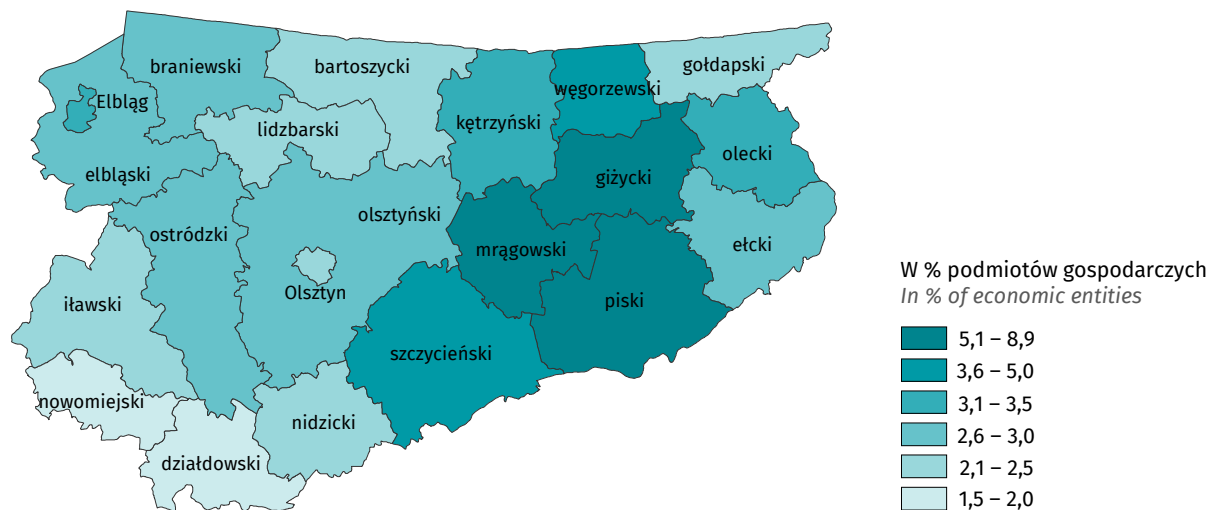 braniewski
bartoszycki
gołdapski
węgorzewski
Elbląg
kętrzyński
lidzbarski
olecki
elbląski
giżycki
olsztyński
ostródzki
mrągowski
ełcki
Olsztyn
iławski
piski
szczycieński
nowomiejski
nidzicki
działdowski
W % podmiotów gospodarczych
In % of economic entities
5,1 – 8,9
3,6 – 5,0
3,1 – 3,5
2,6 – 3,0
2,1 – 2,5
1,5 – 2,0